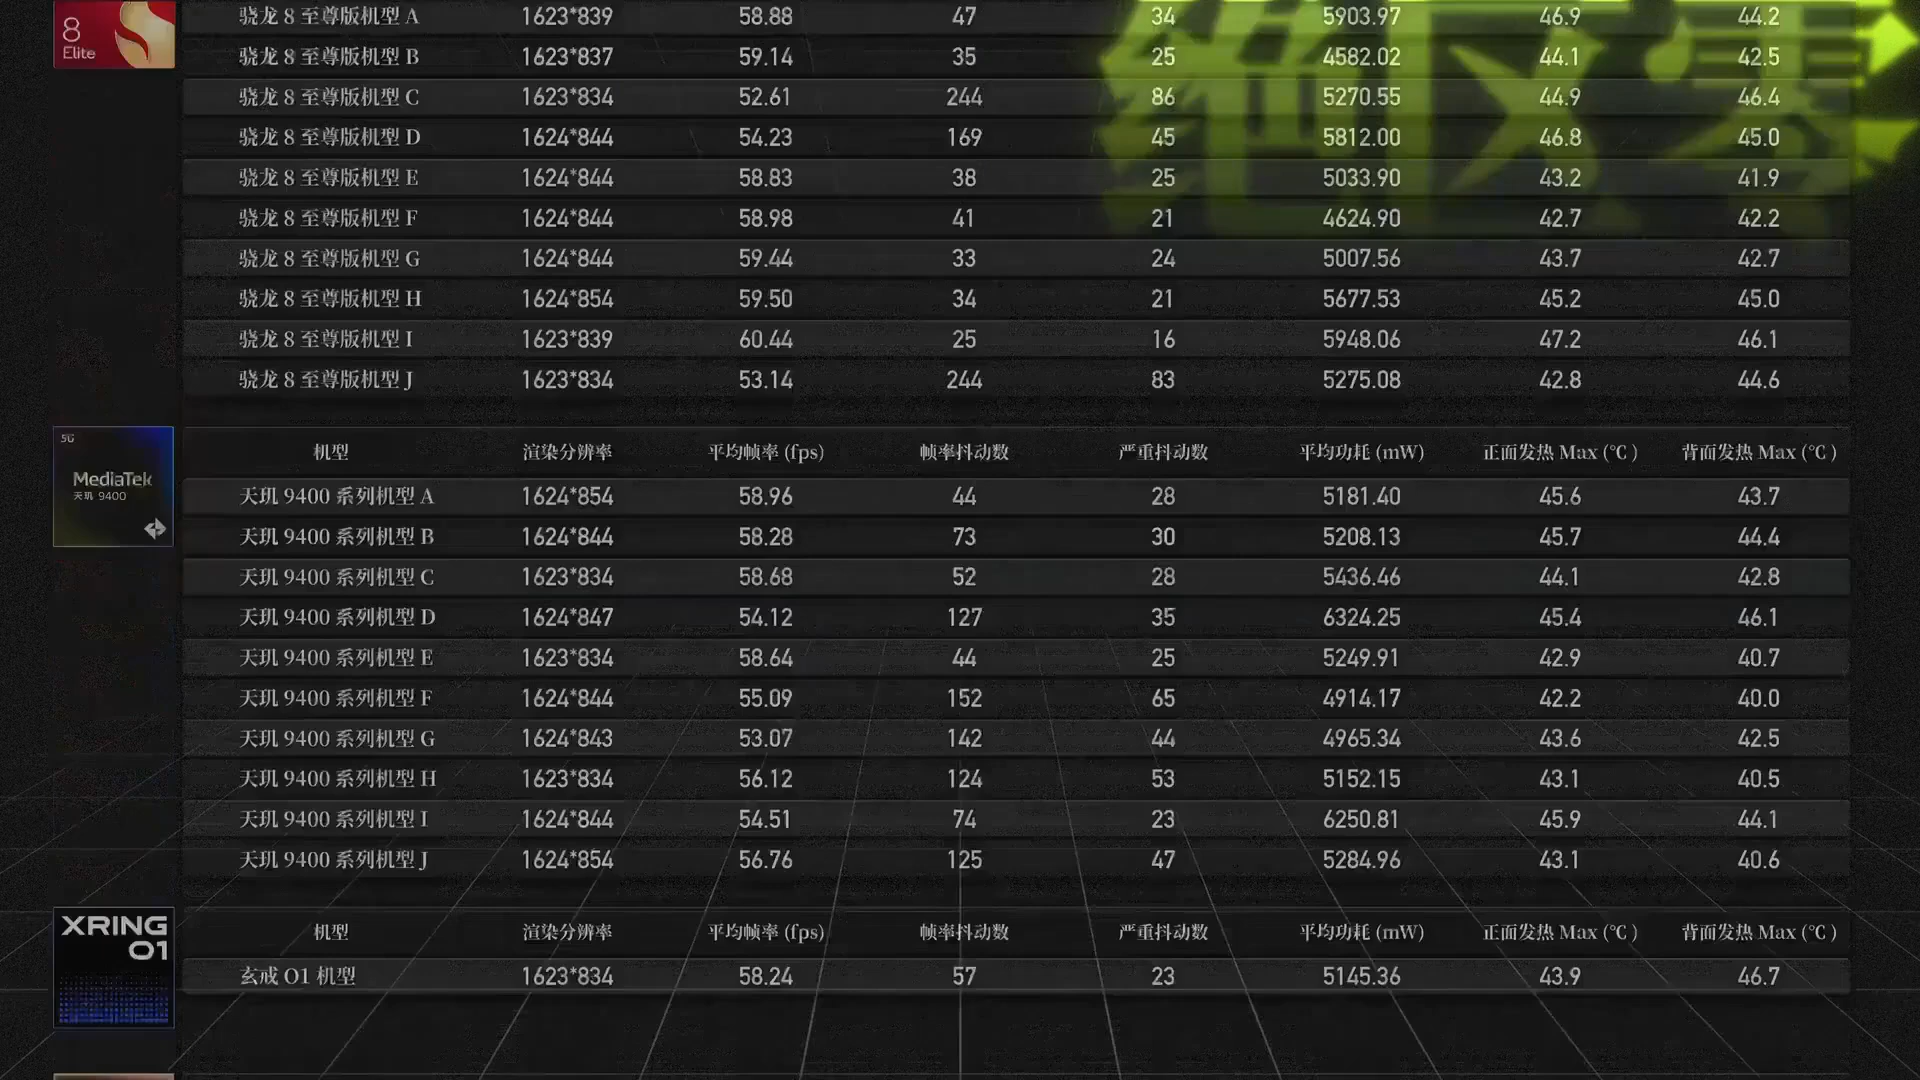 8
Elite
骁龙 8 至尊版机型 A 1623*839 58.88 47 34 5903.97 46.9 44.2
骁龙 8 至尊版机型 B 1623*837 59.14 35 25 4582.02 44.1 42.5
骁龙 8 至尊版机型 C 1623*834 52.61 244 86 5270.55 44.9 46.4
骁龙 8 至尊版机型 D 1624*844 54.23 169 45 5812.00 46.8 45.0
骁龙 8 至尊版机型 E 1624*844 58.83 38 25 5033.90 43.2 41.9
骁龙 8 至尊版机型 F 1624*844 58.98 41 21 4624.90 42.7 42.2
骁龙 8 至尊版机型 G 1624*844 59.44 33 24 5007.56 43.7 42.7
骁龙 8 至尊版机型 H 1624*854 59.50 34 21 5677.53 45.2 45.0
骁龙 8 至尊版机型 I 1623*839 60.44 25 16 5948.06 47.2 46.1
骁龙 8 至尊版机型 J 1623*834 53.14 244 83 5275.08 42.8 44.6
绝区零
5G
MediaTek
天玑 9400
机型 渲染分辨率 平均帧率 (fps) 帧率抖动数 严重抖动数 平均功耗 (mW) 正面发热 Max (℃) 背面发热 Max (℃)
天玑 9400 系列机型 A 1624*854 58.96 44 28 5181.40 45.6 43.7
天玑 9400 系列机型 B 1624*844 58.28 73 30 5208.13 45.7 44.4
天玑 9400 系列机型 C 1623*834 58.68 52 28 5436.46 44.1 42.8
天玑 9400 系列机型 D 1624*847 54.12 127 35 6324.25 45.4 46.1
天玑 9400 系列机型 E 1623*834 58.64 44 25 5249.91 42.9 40.7
天玑 9400 系列机型 F 1624*844 55.09 152 65 4914.17 42.2 40.0
天玑 9400 系列机型 G 1624*843 53.07 142 44 4965.34 43.6 42.5
天玑 9400 系列机型 H 1623*834 56.12 124 53 5152.15 43.1 40.5
天玑 9400 系列机型 I 1624*844 54.51 74 23 6250.81 45.9 44.1
天玑 9400 系列机型 J 1624*854 56.76 125 47 5284.96 43.1 40.6
XRING
O1
机型 渲染分辨率 平均帧率 (fps) 帧率抖动数 严重抖动数 平均功耗 (mW) 正面发热 Max (℃) 背面发热 Max (℃)
玄戒 O1 机型 1623*834 58.24 57 23 5145.36 43.9 46.7